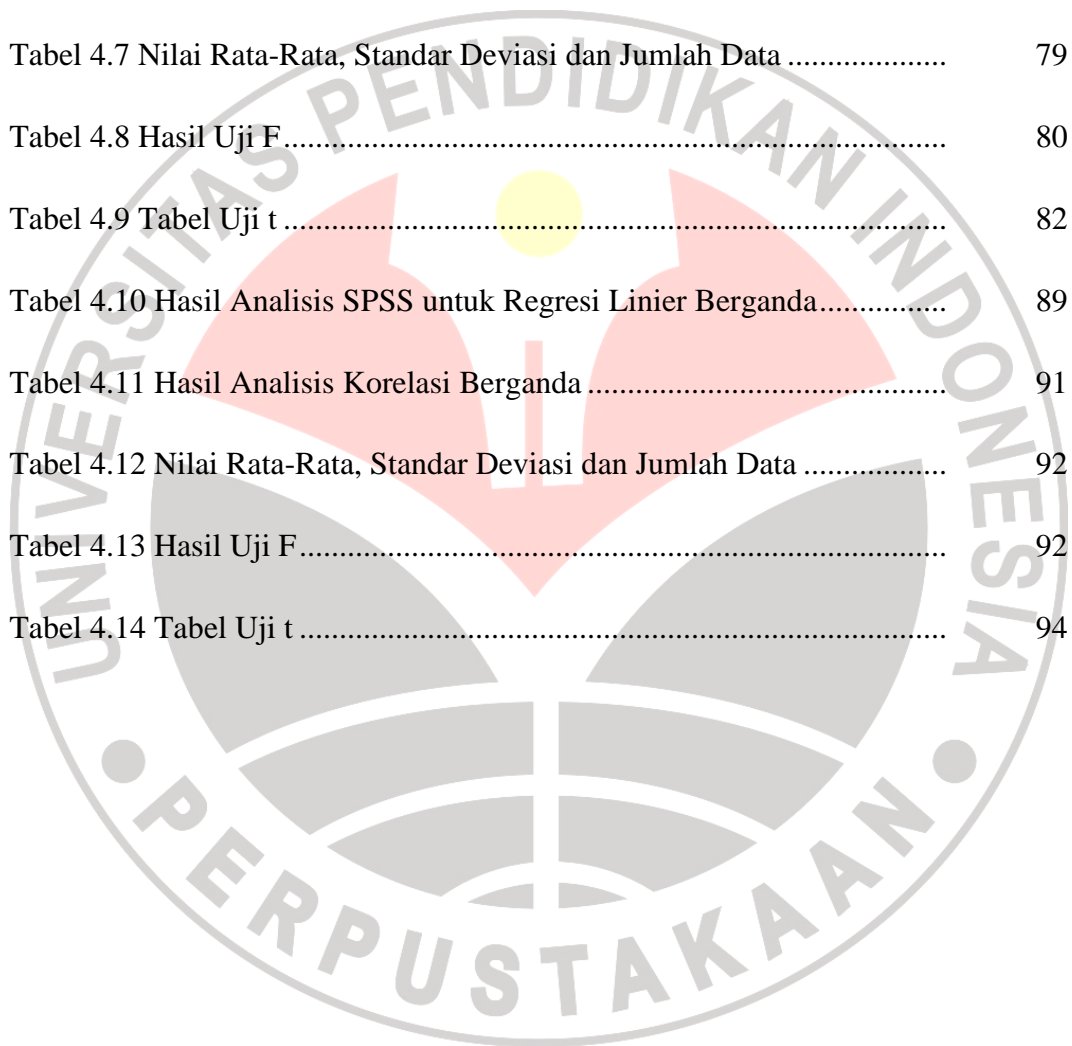 Tabel 4.7 Nilai Rata-Rata, Standar Deviasi dan Jumlah Data ................... 79
Tabel 4.8 Hasil Uji F ................................................................................. 80
Tabel 4.9 Tabel Uji t ................................................................................. 82
Tabel 4.10 Hasil Analisis SPSS untuk Regresi Linier Berganda ............... 89
Tabel 4.11 Hasil Analisis Korelasi Berganda ............................................ 91
Tabel 4.12 Nilai Rata-Rata, Standar Deviasi dan Jumlah Data ................. 92
Tabel 4.13 Hasil Uji F ............................................................................... 92
Tabel 4.14 Tabel Uji t ............................................................................... 94
UNIVERSITAS PENDIDIKAN INDONESIA
PERPUSTAKAAN